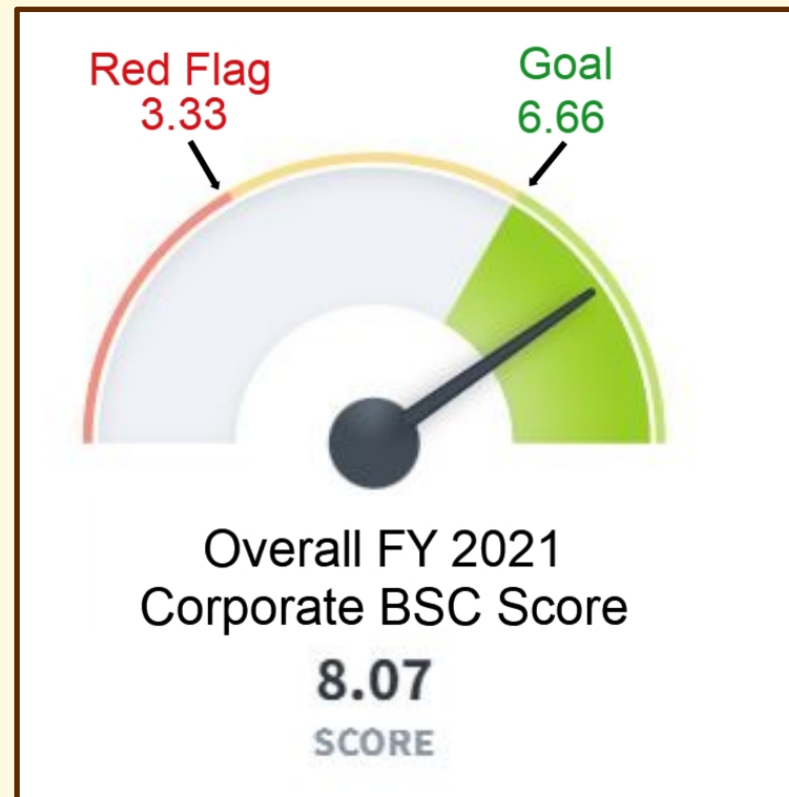 Red Flag
3.33
Goal
6.66
Overall FY 2021
Corporate BSC Score
8.07
SCORE